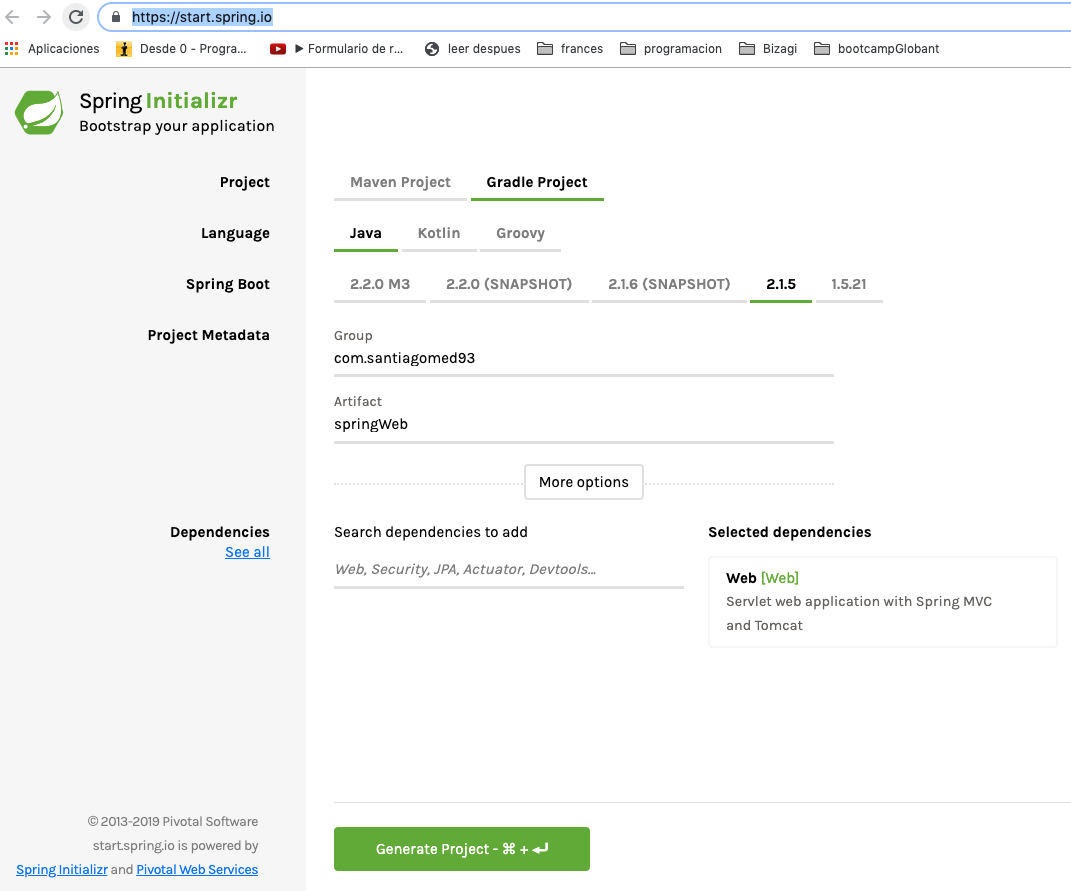 https://start.spring.io
Aplicaciones Desde 0 - Progra... Formulario de r... leer despues frances programacion Bizagi bootcampGlobant
Spring Initializr
Bootstrap your application
Project Maven Project Gradle Project
Language Java Kotlin Groovy
Spring Boot 2.2.0 M3 2.2.0 (SNAPSHOT) 2.1.6 (SNAPSHOT) 2.1.5 1.5.21
Project Metadata Group
com.santiagomed93
Artifact
springWeb
More options
Dependencies Search dependencies to add Selected dependencies
See all
Web, Security, JPA, Actuator, Devtools...
Web [Web]
Servlet web application with Spring MVC
and Tomcat
© 2013-2019 Pivotal Software
start.spring.io is powered by
Spring Initializr and Pivotal Web Services
Generate Project - ⌘ + ↵